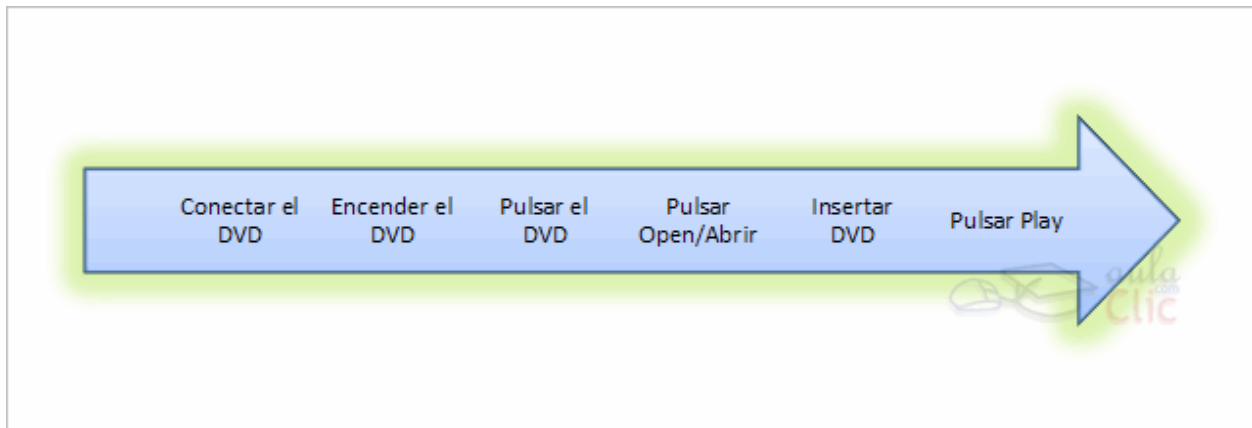 Conectar el
DVD
Encender el
DVD
Pulsar el
DVD
Pulsar
Open/Abrir
Insertar
DVD
Pulsar Play
aula
.com
Clic